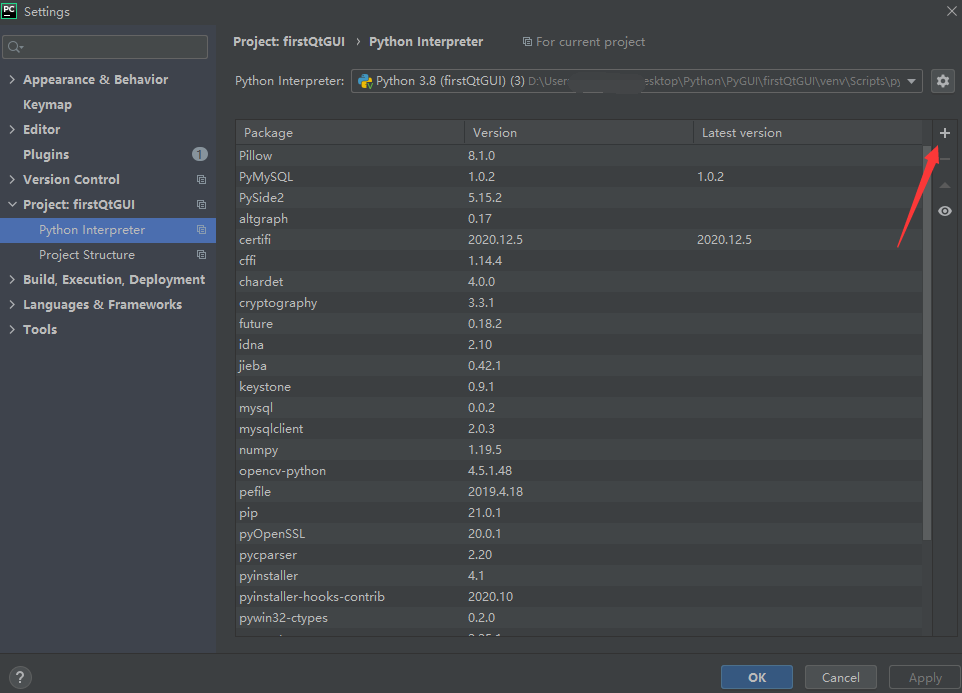 PC
Settings
Project: firstQtGUI › Python Interpreter For current project
Python Interpreter: Python 3.8 (firstQtGUI) (3) D:\User esktop\Python\PyGUI\firstQtGUI\venv\Scripts\py
Appearance & Behavior
Keymap
Editor
Plugins 1
Version Control
Project: firstQtGUI
Python Interpreter
Project Structure
Build, Execution, Deployment
Languages & Frameworks
Tools
Package Version Latest version
Pillow 8.1.0
PyMySQL 1.0.2 1.0.2
PySide2 5.15.2
altgraph 0.17
certifi 2020.12.5 2020.12.5
cffi 1.14.4
chardet 4.0.0
cryptography 3.3.1
future 0.18.2
idna 2.10
jieba 0.42.1
keystone 0.9.1
mysql 0.0.2
mysqlclient 2.0.3
numpy 1.19.5
opencv-python 4.5.1.48
pefile 2019.4.18
pip 21.0.1
pyOpenSSL 20.0.1
pycparser 2.20
pyinstaller 4.1
pyinstaller-hooks-contrib 2020.10
pywin32-ctypes 0.2.0
? OK Cancel Apply